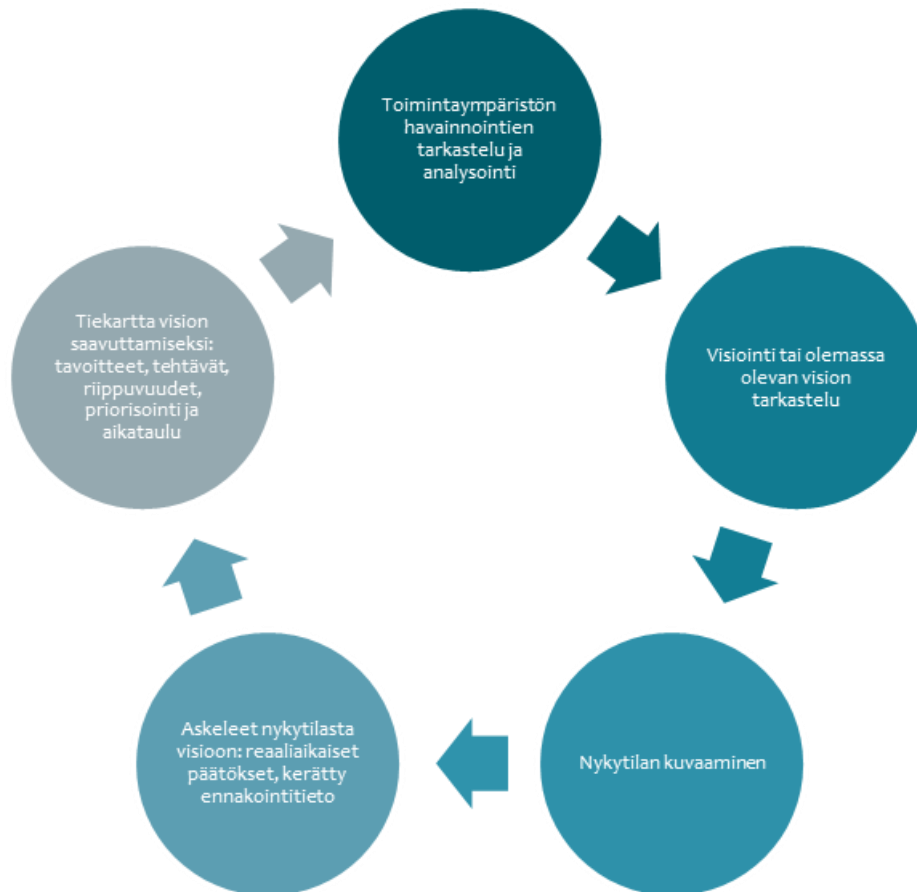 Toimintaympäristön
havainnointien
tarkastelu ja
analysointi
Visiointi tai olemassa
olevan vision
tarkastelu
Nykytilan kuvaaminen
Askeleet nykytilasta
visioon: reaaliaikaiset
päätökset, kerätty
ennakointitieto
Tiekartta vision
saavuttamiseksi:
tavoitteet, tehtävät,
riippuvuudet,
priorisointi ja
aikataulu